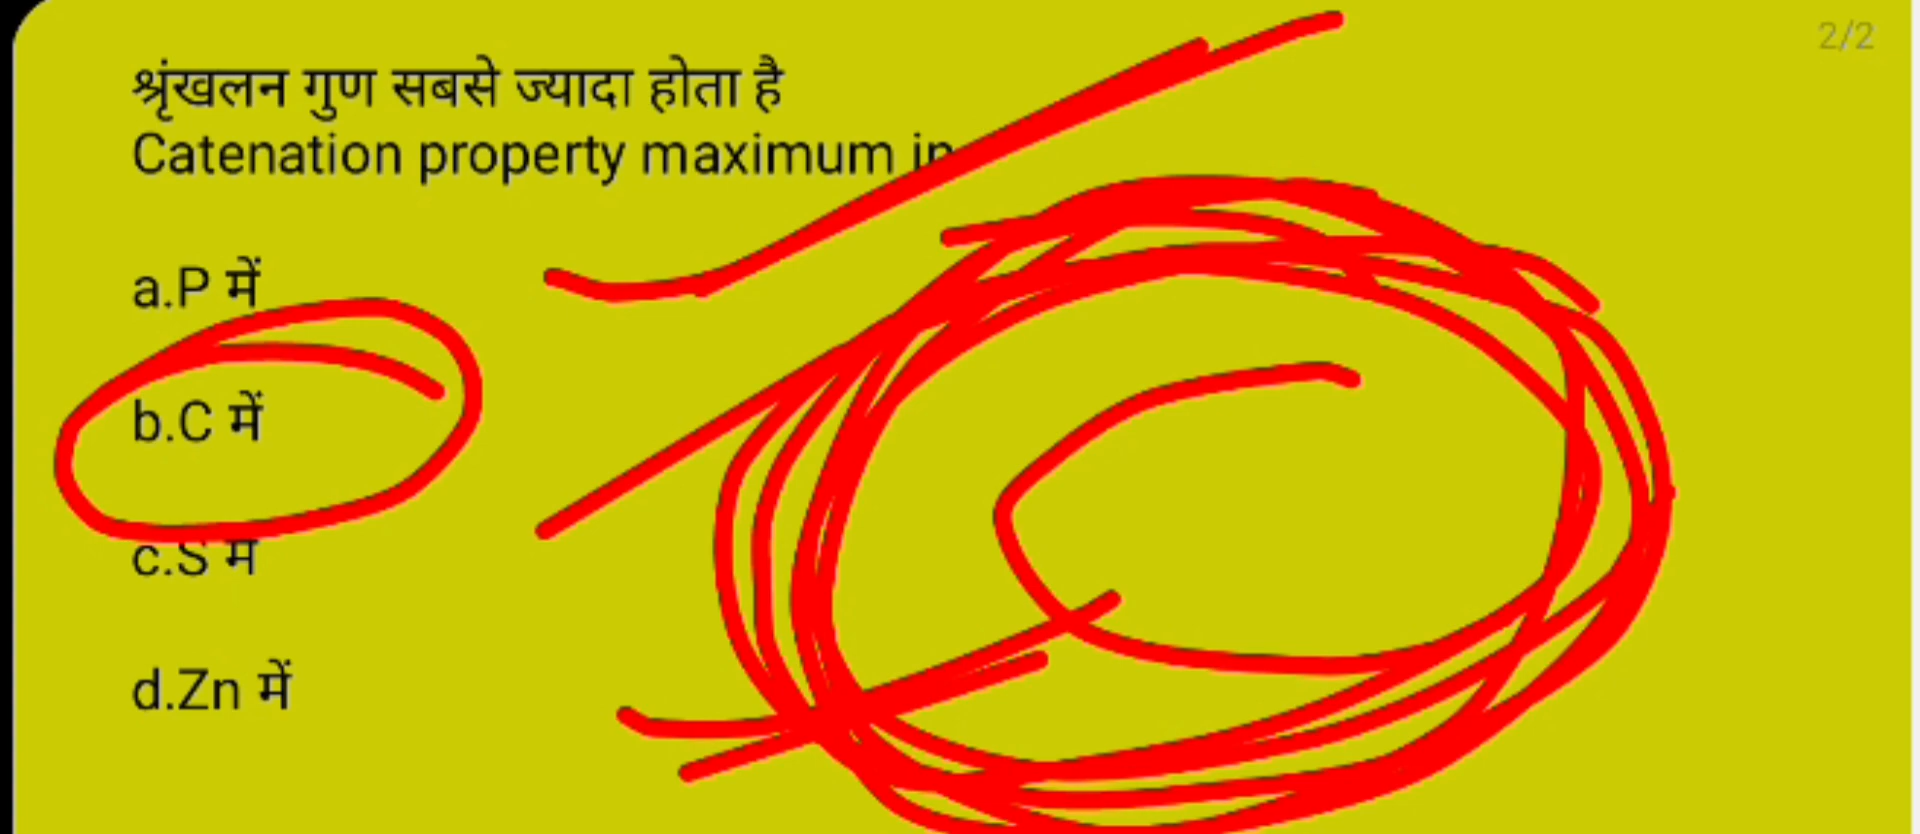 2/2
श्रृंखलन गुण सबसे ज्यादा होता है
Catenation property maximum in
a.P में
b.C में
c.S में
d.Zn में